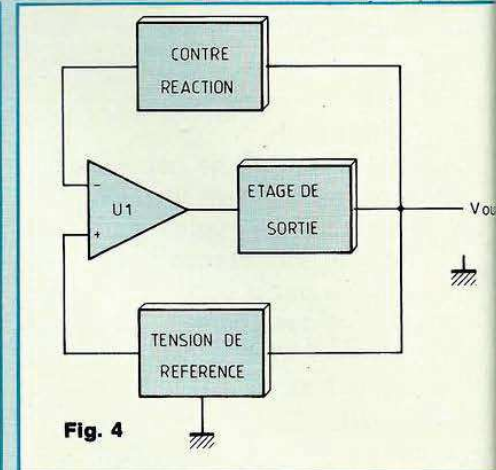 CONTRE
REACTION
-
U1
+
ETAGE DE
SORTIE
TENSION DE
REFERENCE
Fig. 4